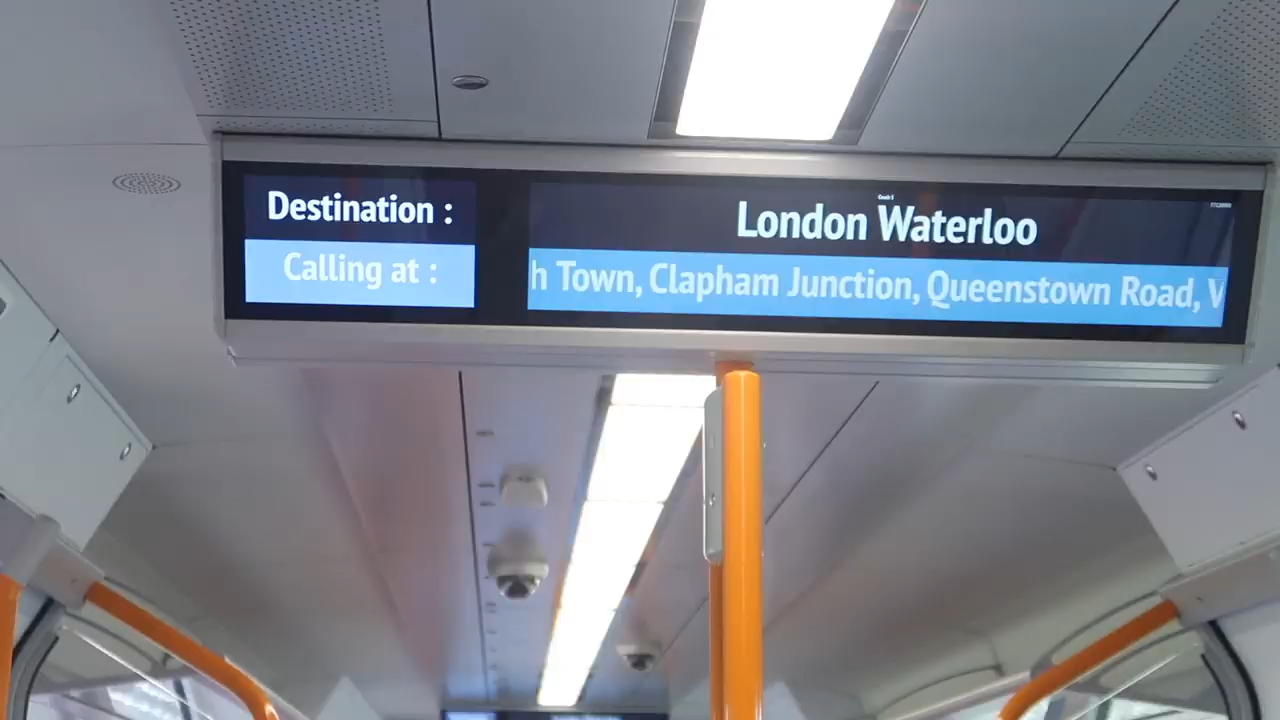 Destination :
London Waterloo
Calling at :
h Town, Clapham Junction, Queenstown Road, V